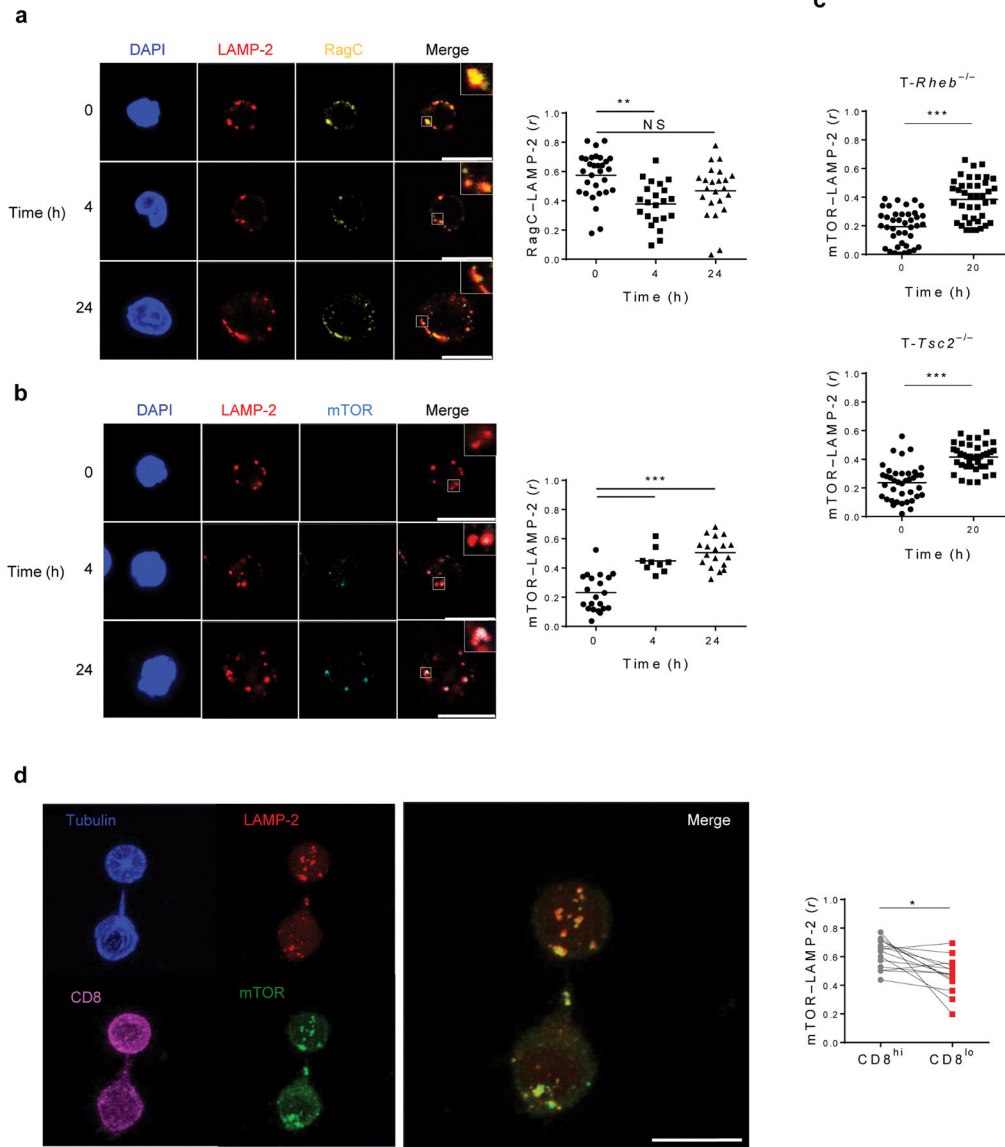 a
DAPI LAMP-2 RagC Merge
0
Time (h) 4
24
RagC–LAMP-2 (r)
1.0
0.8
0.6
0.4
0.2
0.0
** 
NS
0 4 24
Time (h)
c
T-Rheb−/−
mTOR–LAMP-2 (r)
1.0
0.8
0.6
0.4
0.2
0.0
***
0 20
Time (h)
T-Tsc2−/−
mTOR–LAMP-2 (r)
1.0
0.8
0.6
0.4
0.2
0.0
***
0 20
Time (h)
b
DAPI LAMP-2 mTOR Merge
0
Time (h) 4
24
mTOR–LAMP-2 (r)
1.0
0.8
0.6
0.4
0.2
0.0
***
0 4 24
Time (h)
d
Tubulin LAMP-2
CD8 mTOR
Merge
mTOR–LAMP-2 (r)
1.0
0.8
0.6
0.4
0.2
0.0
*
CD8hi CD8lo